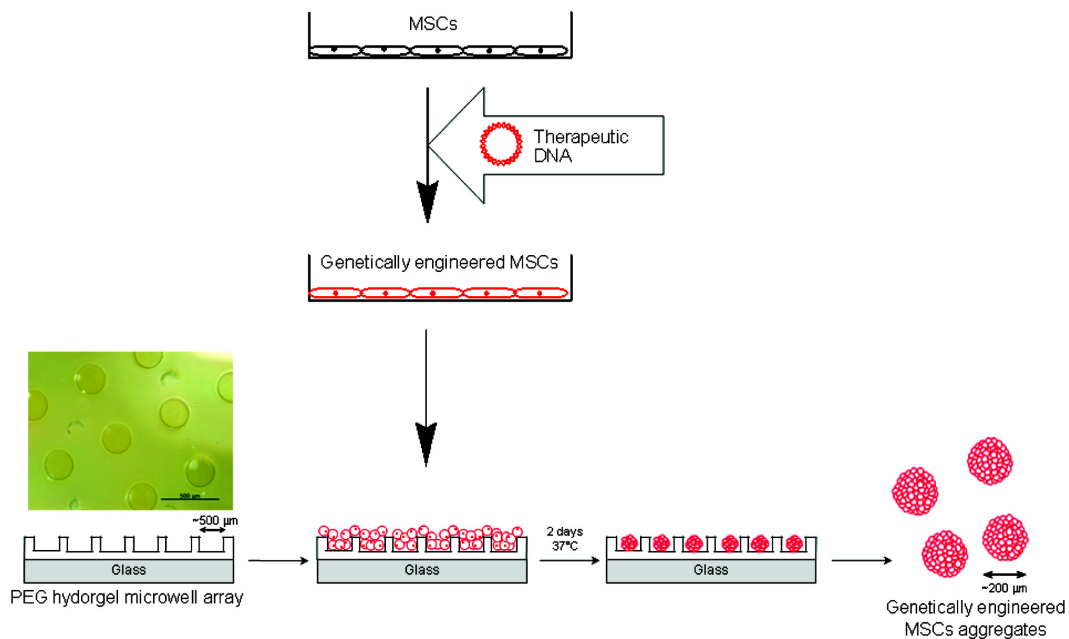 MSCs
Therapeutic
DNA
Genetically engineered MSCs
500 µm
~500 µm
2 days
37°C
Glass
Glass
Glass
PEG hydorgel microwell array
~200 µm
Genetically engineered
MSCs aggregates